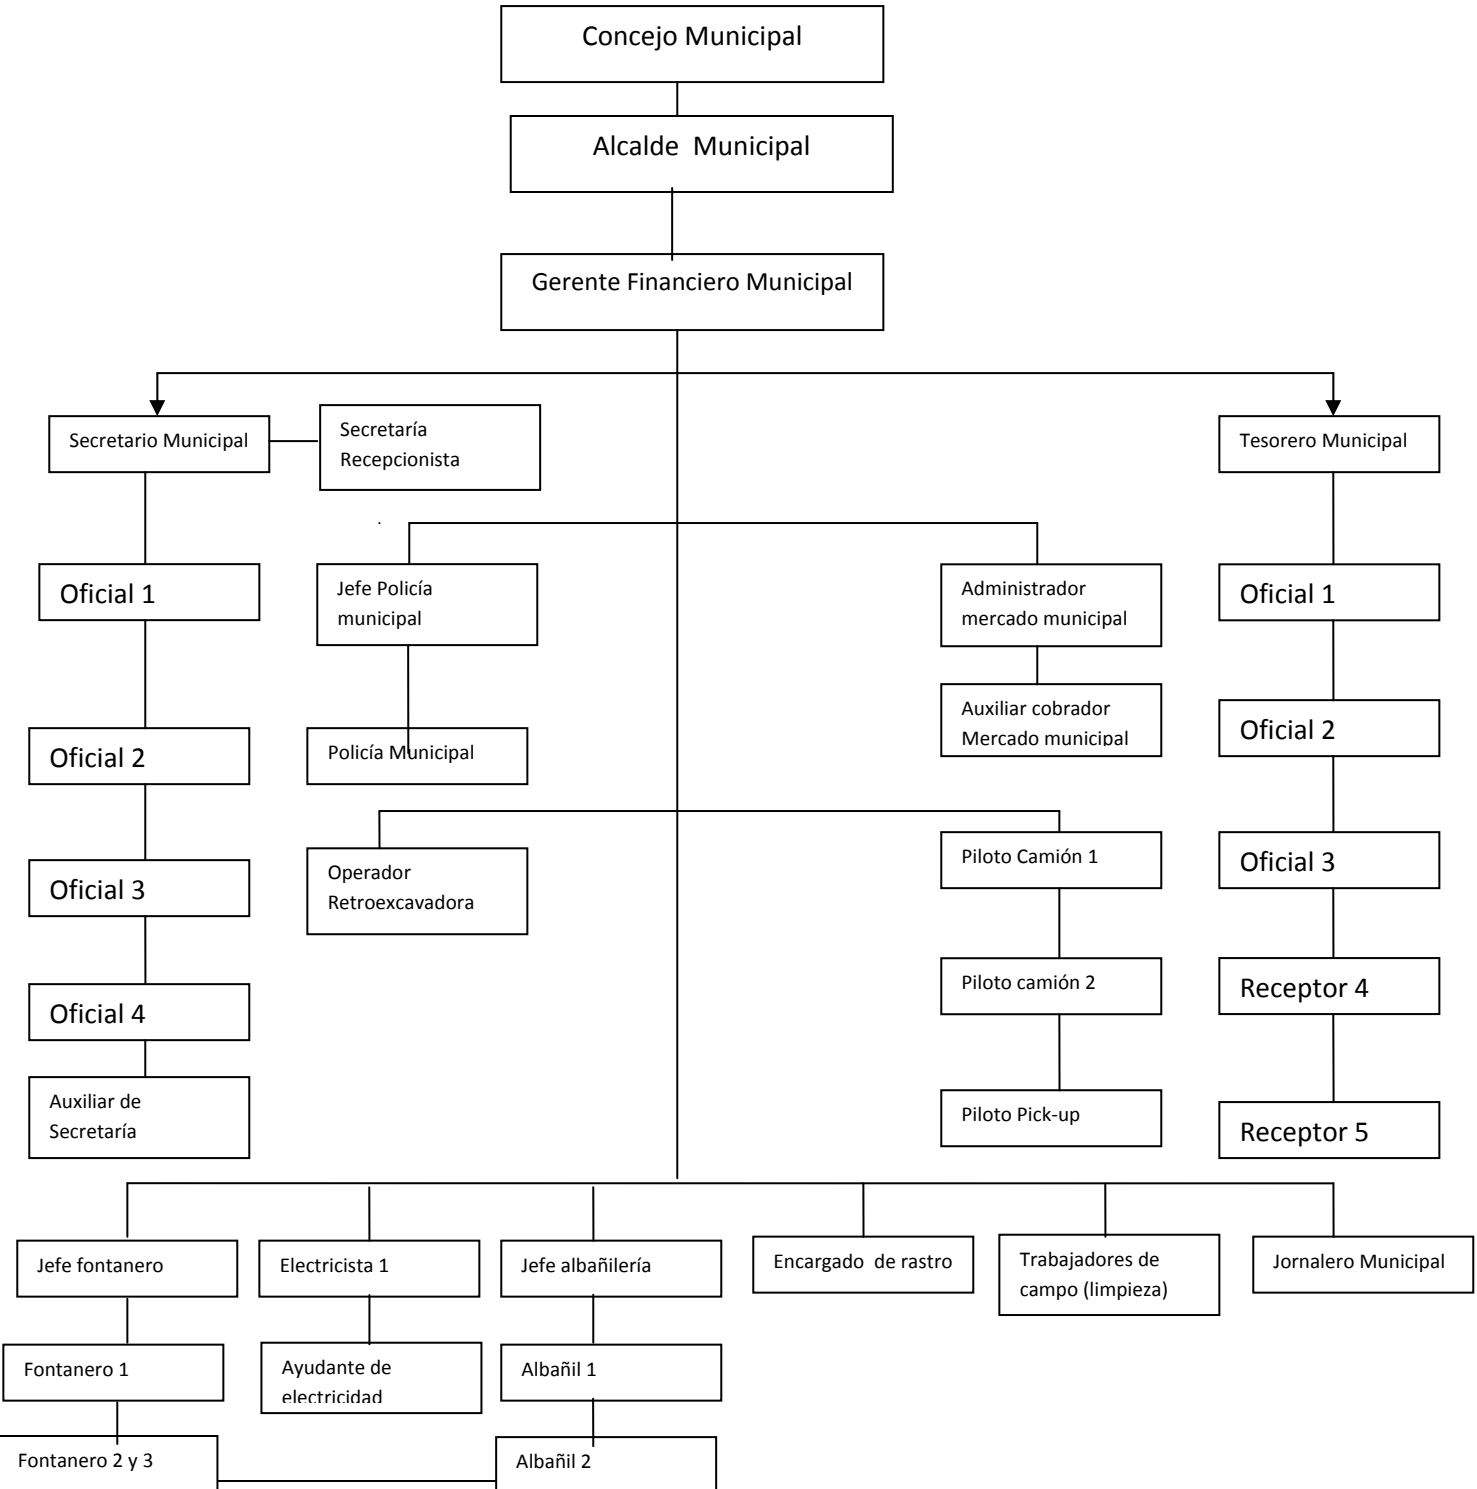 Concejo Municipal
Alcalde  Municipal
Gerente Financiero Municipal
Secretario Municipal
Secretaría
Recepcionista
Tesorero Municipal
Oficial 1
Jefe Policía
municipal
Administrador
mercado municipal
Oficial 1
Auxiliar cobrador
Mercado municipal
Oficial 2
Policía Municipal
Oficial 2
Operador
Retroexcavadora
Piloto Camión 1
Oficial 3
Oficial 3
Piloto camión 2
Receptor 4
Oficial 4
Auxiliar de
Secretaría
Piloto Pick-up
Receptor 5
Jefe fontanero
Electricista 1
Jefe albañilería
Encargado  de rastro
Trabajadores de
campo (limpieza)
Jornalero Municipal
Fontanero 1
Ayudante de
electricidad
Albañil 1
Fontanero 2 y 3
Albañil 2